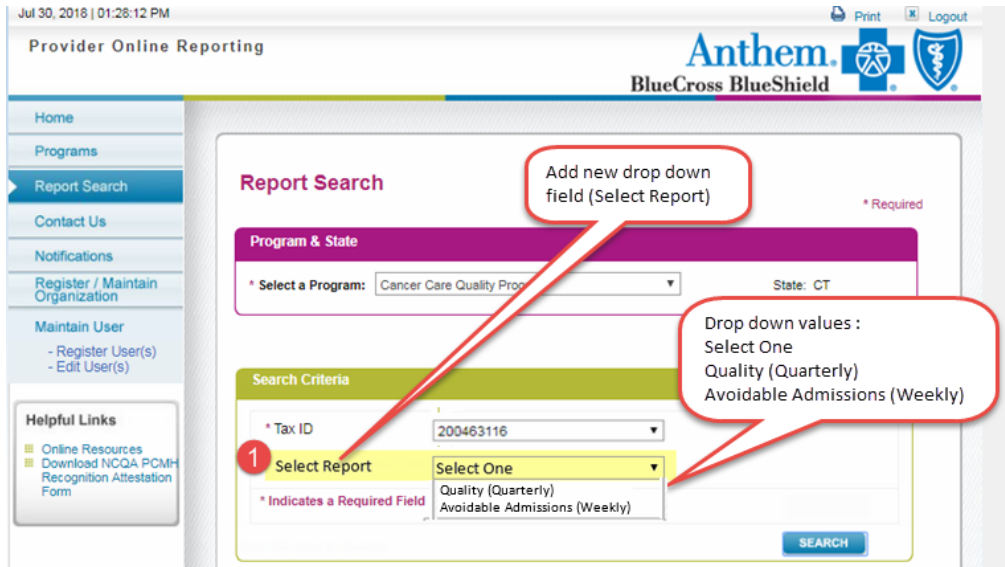 Jul 30, 2018 | 01:28:12 PM
Print
Logout
Provider Online Reporting
Anthem.
BlueCross BlueShield
Home
Programs
Report Search
Contact Us
Notifications
Register / Maintain
Organization
Maintain User
- Register User(s)
- Edit User(s)
Helpful Links
Online Resources
Download NCQA PCMH
Recognition Attestation
Form
Report Search
* Required
Add new drop down
field (Select Report)
Program & State
* Select a Program: Cancer Care Quality
State: CT
Drop down values :
Select One
Quality (Quarterly)
Avoidable Admissions (Weekly)
Search Criteria
* Tax ID 200463116
1 Select Report Select One
Quality (Quarterly)
Avoidable Admissions (Weekly)
* Indicates a Required Field
SEARCH